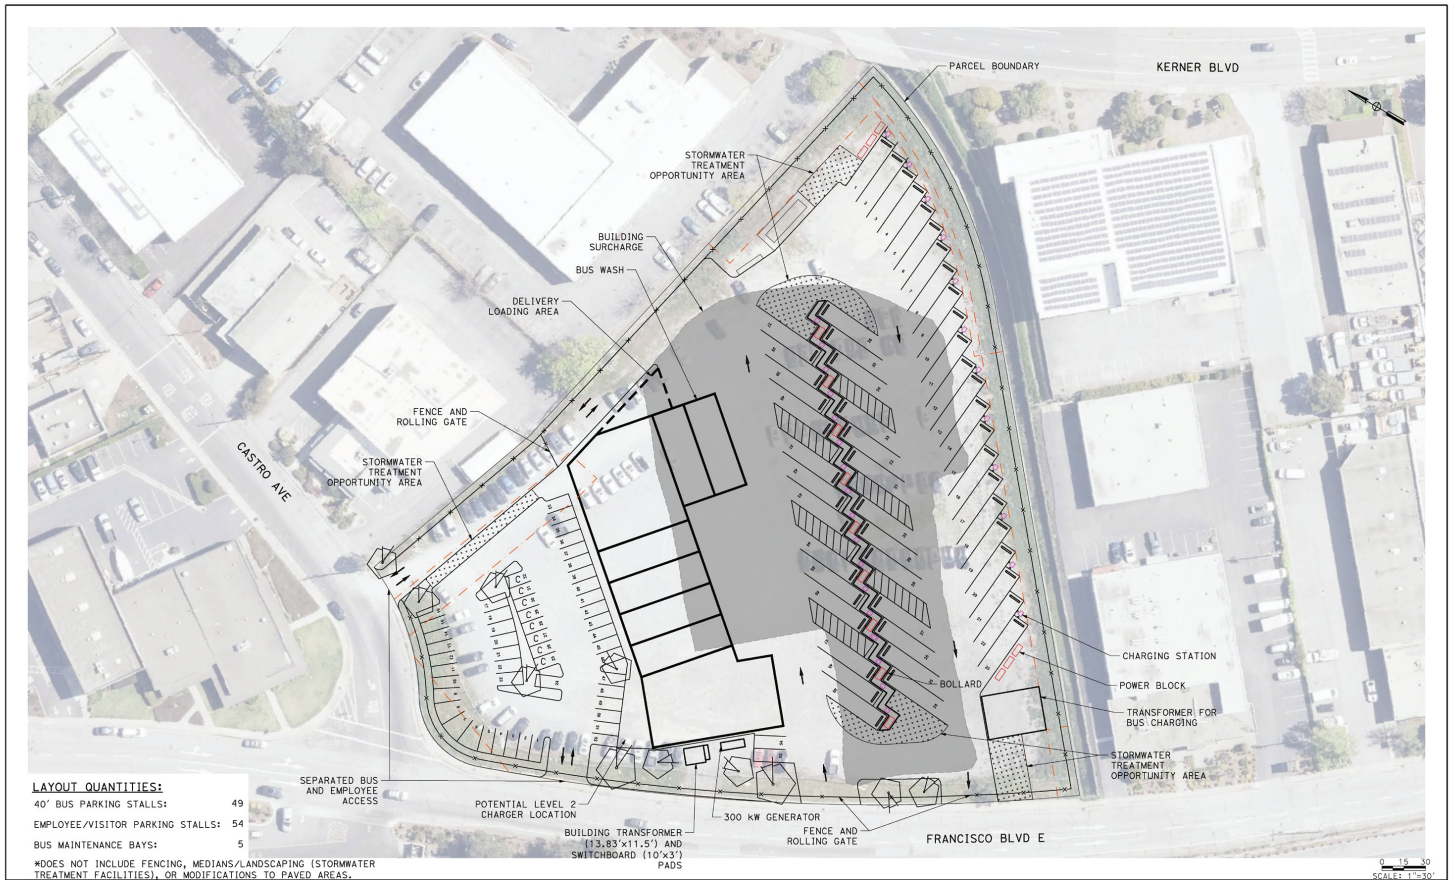 KERNER BLVD
PARCEL BOUNDARY
STORMWATER
TREATMENT
OPPORTUNITY AREA
BUILDING
SURCHARGE
BUS WASH
DELIVERY
LOADING AREA
FENCE AND
ROLLING GATE
STORMWATER
TREATMENT
OPPORTUNITY AREA
CASTRO AVE
CHARGING STATION
POWER BLOCK
BOLLARD
TRANSFORMER FOR
BUS CHARGING
STORMWATER
TREATMENT
OPPORTUNITY AREA
SEPARATED BUS
AND EMPLOYEE
ACCESS
POTENTIAL LEVEL 2
CHARGER LOCATION
BUILDING TRANSFORMER
(13.83'x11.5') AND
SWITCHBOARD (10'x3')
PADS
300 KW GENERATOR
FENCE AND
ROLLING GATE
FRANCISCO BLVD E
LAYOUT QUANTITIES:
40' BUS PARKING STALLS: 49
EMPLOYEE/VISITOR PARKING STALLS: 54
BUS MAINTENANCE BAYS: 5
*DOES NOT INCLUDE FENCING, MEDIANS/LANDSCAPING (STORMWATER
TREATMENT FACILITIES), OR MODIFICATIONS TO PAVED AREAS.
0 15 30
SCALE: 1"=30'